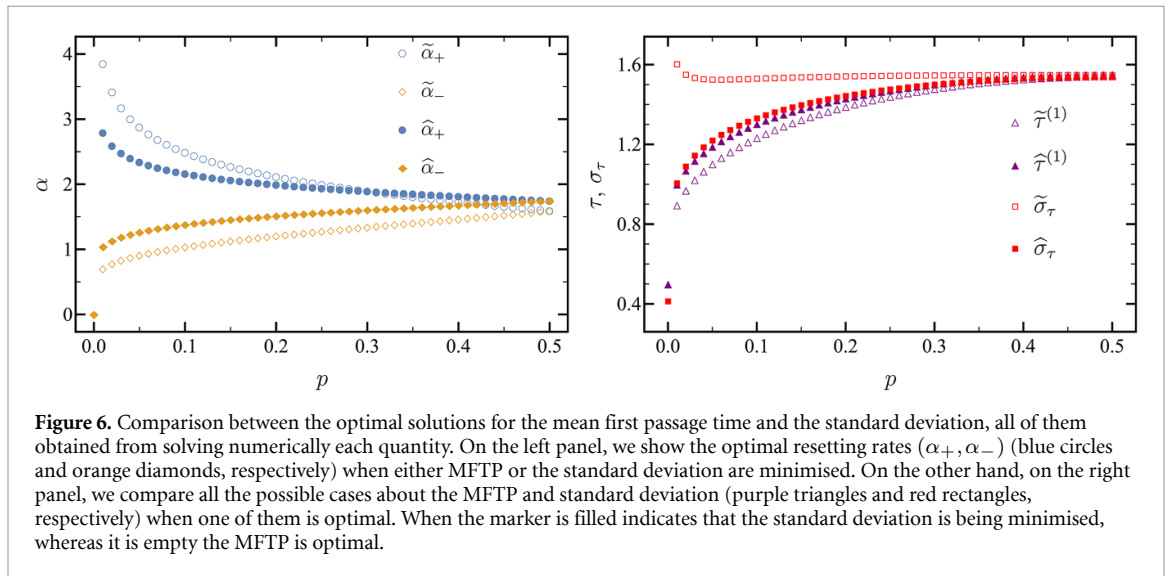 4
3
2
1
0
α
0.0 0.1 0.2 0.3 0.4 0.5
p
α̃₊
α̃₋
α̂₊
α̂₋
1.6
1.2
0.8
0.4
τ, σ_τ
0.0 0.1 0.2 0.3 0.4 0.5
p
τ̃⁽¹⁾
τ̂⁽¹⁾
σ̃_τ
σ̂_τ
Figure 6. Comparison between the optimal solutions for the mean first passage time and the standard deviation, all of them
obtained from solving numerically each quantity. On the left panel, we show the optimal resetting rates (α₊, α₋) (blue circles
and orange diamonds, respectively) when either MFTP or the standard deviation are minimised. On the other hand, on the right
panel, we compare all the possible cases about the MFTP and standard deviation (purple triangles and red rectangles,
respectively) when one of them is optimal. When the marker is filled indicates that the standard deviation is being minimised,
whereas it is empty the MFTP is optimal.